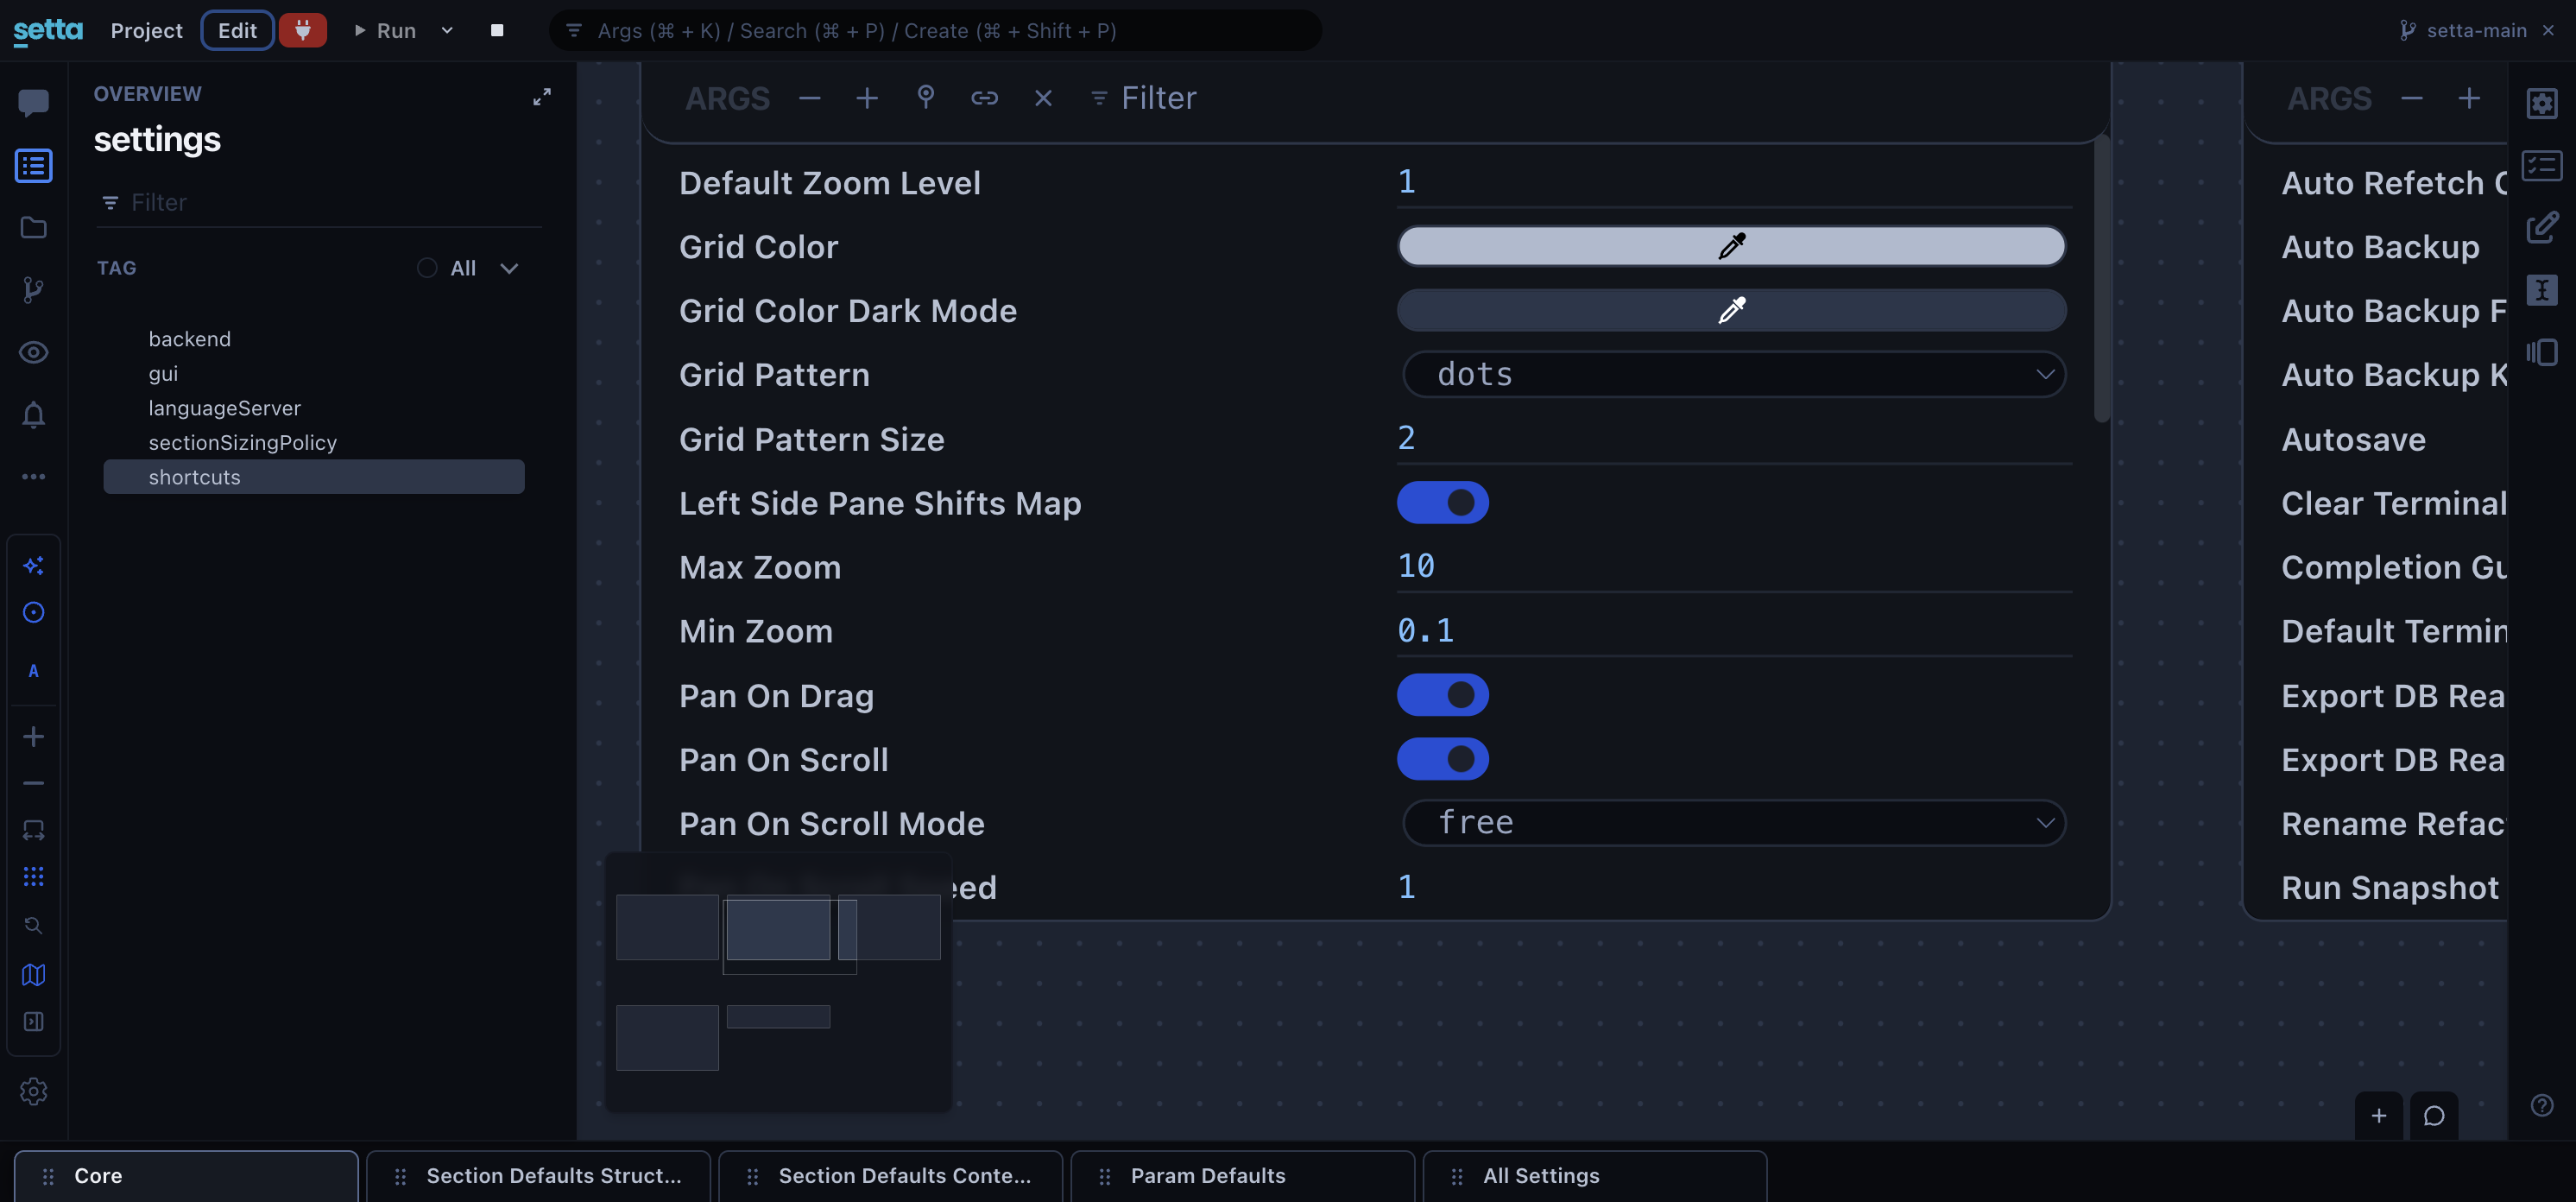 setta Project Edit Run Args (⌘ + K) / Search (⌘ + P) / Create (⌘ + Shift + P) setta-main
OVERVIEW
settings
Filter
TAG All
backend
gui
languageServer
sectionSizingPolicy
shortcuts
A
ARGS Filter
Default Zoom Level 1
Grid Color
Grid Color Dark Mode
Grid Pattern dots
Grid Pattern Size 2
Left Side Pane Shifts Map
Max Zoom 10
Min Zoom 0.1
Pan On Drag
Pan On Scroll
Pan On Scroll Mode free
eed 1
ARGS
Auto Refetch
Auto Backup
Auto Backup F
Auto Backup K
Autosave
Clear Terminal
Completion Gu
Default Termin
Export DB Rea
Export DB Rea
Rename Refac
Run Snapshot
Core
Section Defaults Struct...
Section Defaults Conte...
Param Defaults
All Settings